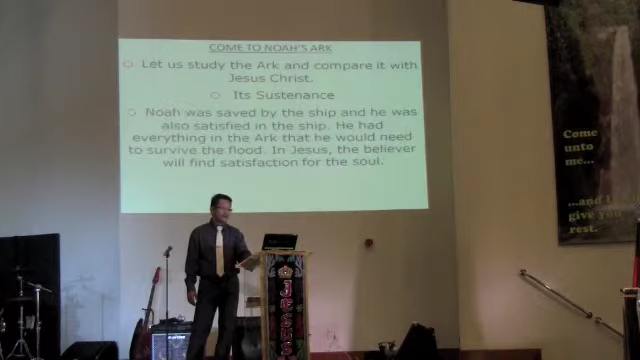 COME TO NOAH'S ARK
Let us study the Ark and compare it with
Jesus Christ.
Its Sustenance
Noah was saved by the ship and he was
also satisfied in the ship. He had
everything in the Ark that he would need
to survive the flood. In Jesus, the believer
will find satisfaction for the soul.
Come
unto
me...
...and I
give you
rest.
JESUS